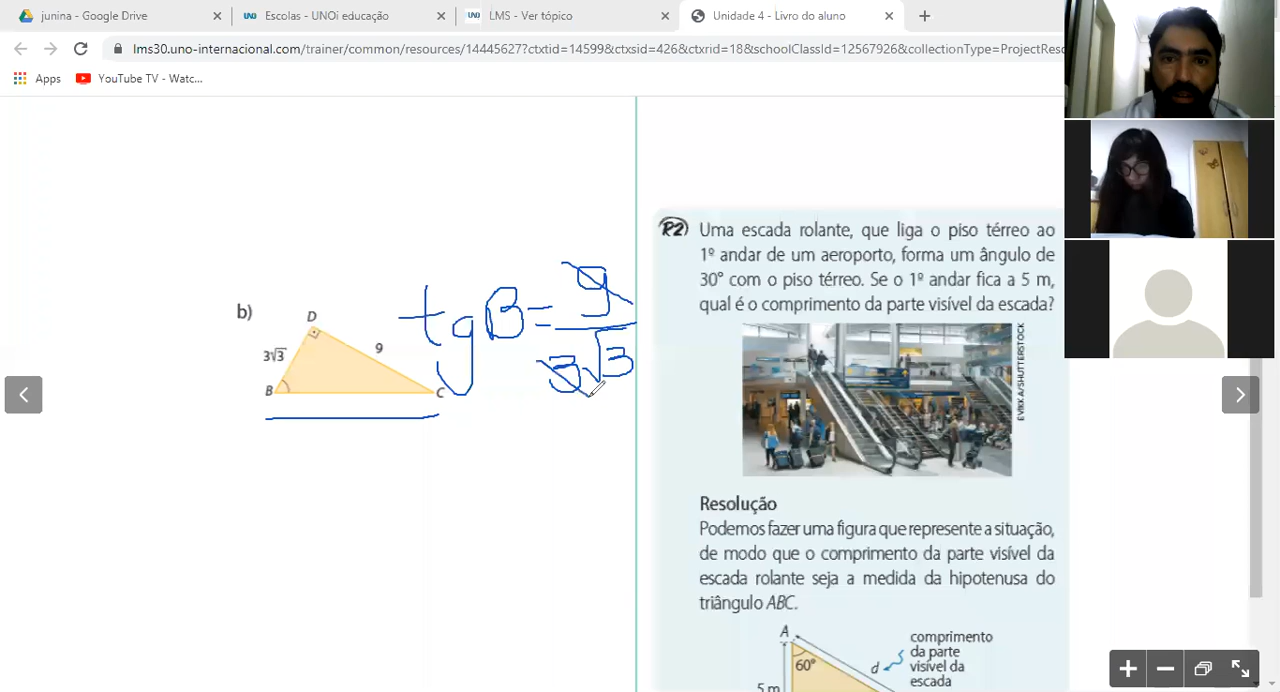 junina - Google Drive
Escolas - UNOi educação
LMS - Ver tópico
Unidade 4 - Livro do aluno
lms30.uno-internacional.com/trainer/common/resources/14445627?ctxtid=14599&ctxsid=426&ctxrid=18&schoolClassId=12567926&collectionType=ProjectReso
Apps
YouTube TV - Watc...
b)
D
3√3
9
B
C
tg B = 9
3√3
R2 Uma escada rolante, que liga o piso térreo ao
1º andar de um aeroporto, forma um ângulo de
30° com o piso térreo. Se o 1º andar fica a 5 m,
qual é o comprimento da parte visível da escada?
EVIKKA/SHUTTERSTOCK
Resolução
Podemos fazer uma figura que represente a situação,
de modo que o comprimento da parte visível da
escada rolante seja a medida da hipotenusa do
triângulo ABC.
A
60°
5 m
d
comprimento
da parte
visível da
escada